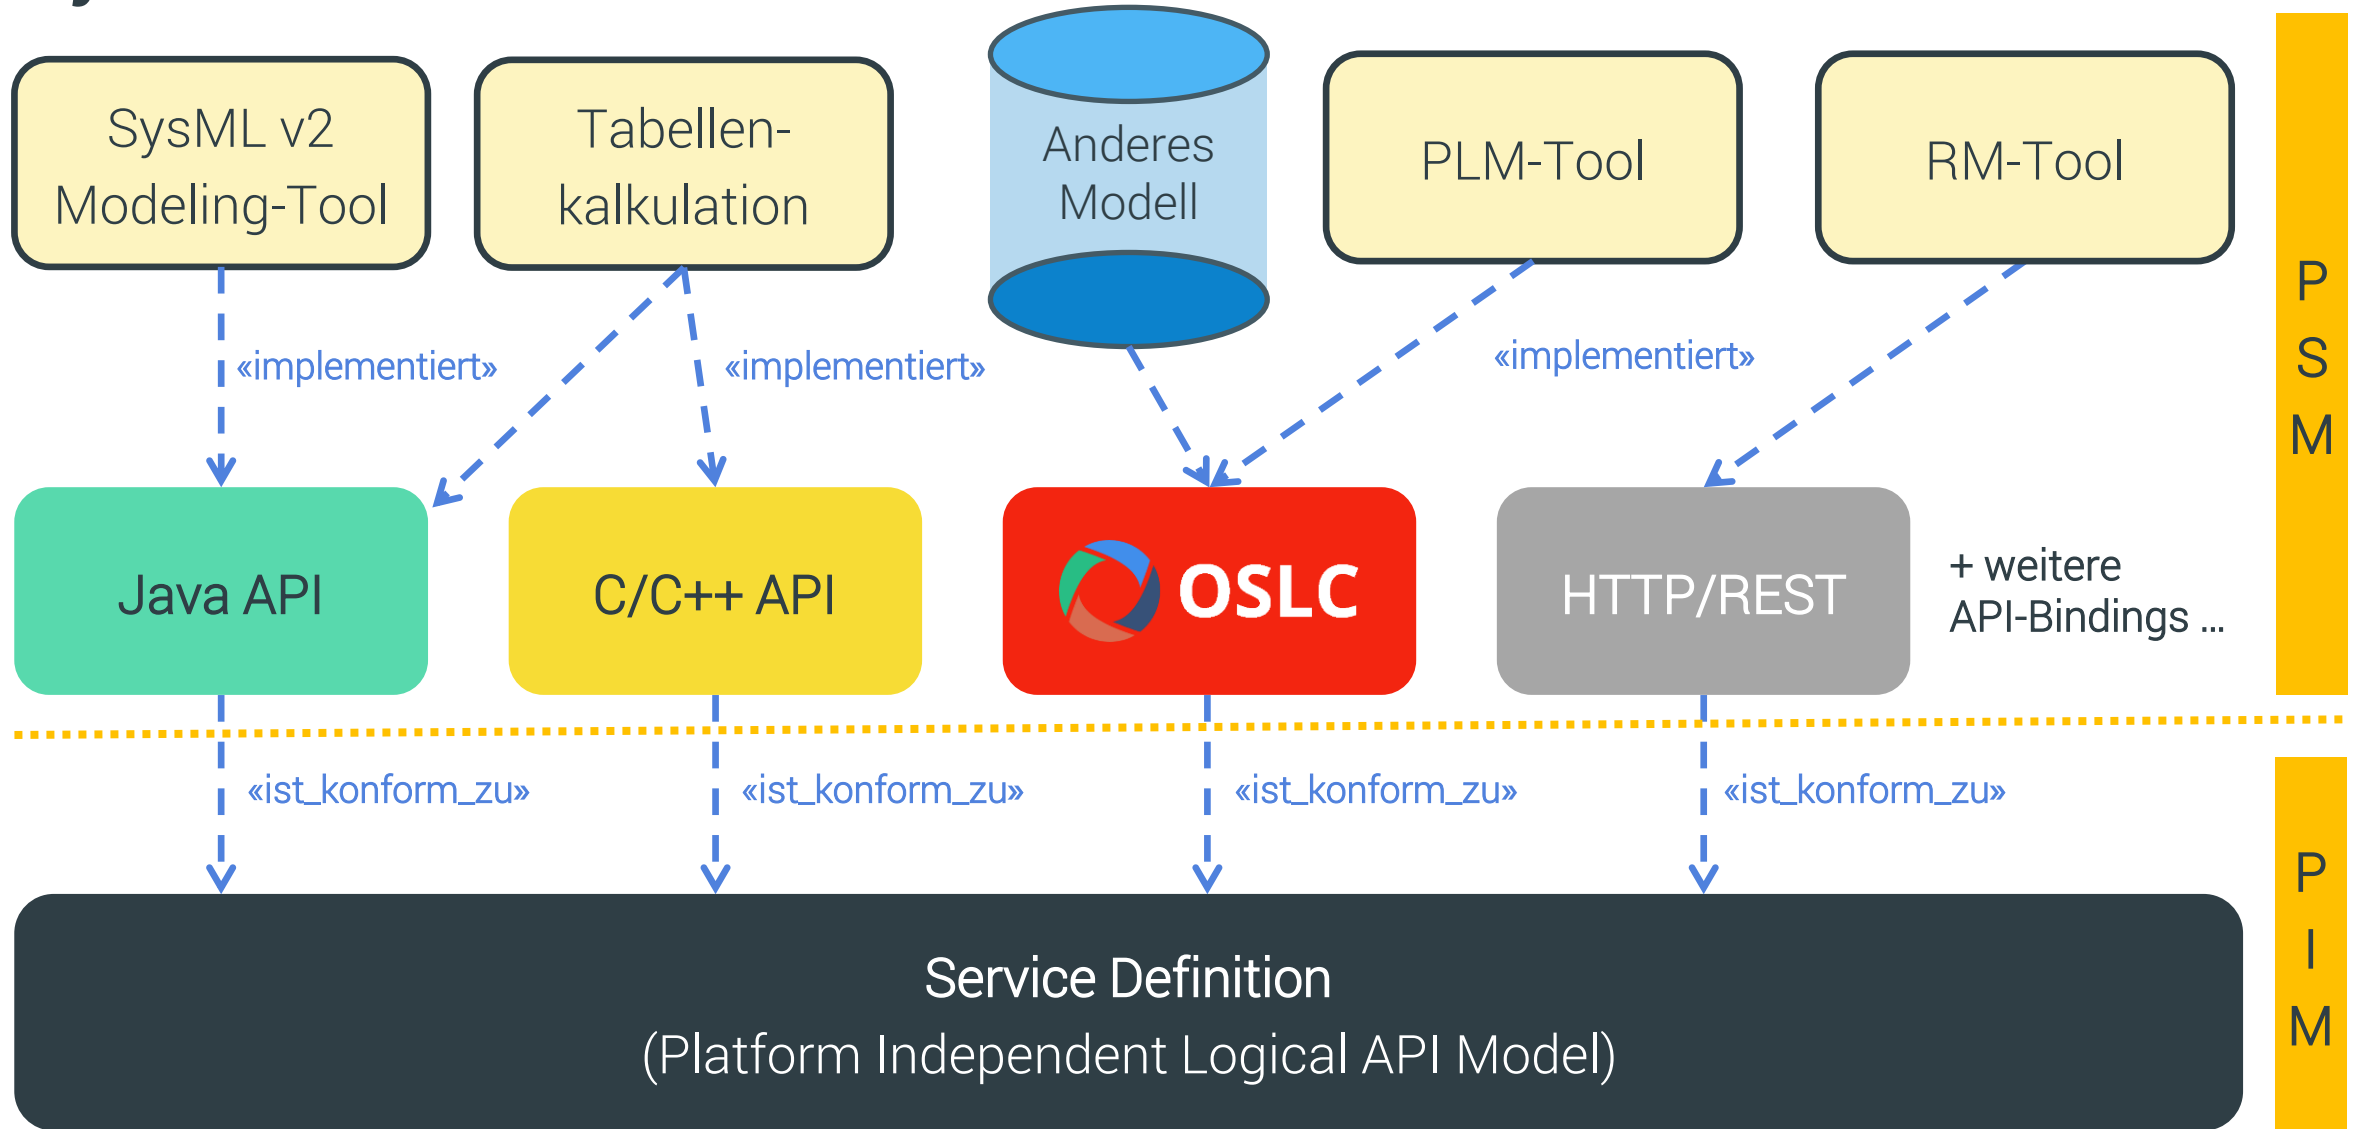 SysML v2
Modeling-Tool
Tabellen-
kalkulation
Anderes
Modell
PLM-Tool
RM-Tool
P
S
M
«implementiert»
«implementiert»
«implementiert»
Java API
C/C++ API
OSLC
HTTP/REST
+ weitere
API-Bindings ...
«ist_konform_zu»
«ist_konform_zu»
«ist_konform_zu»
«ist_konform_zu»
P
I
M
Service Definition
(Platform Independent Logical API Model)